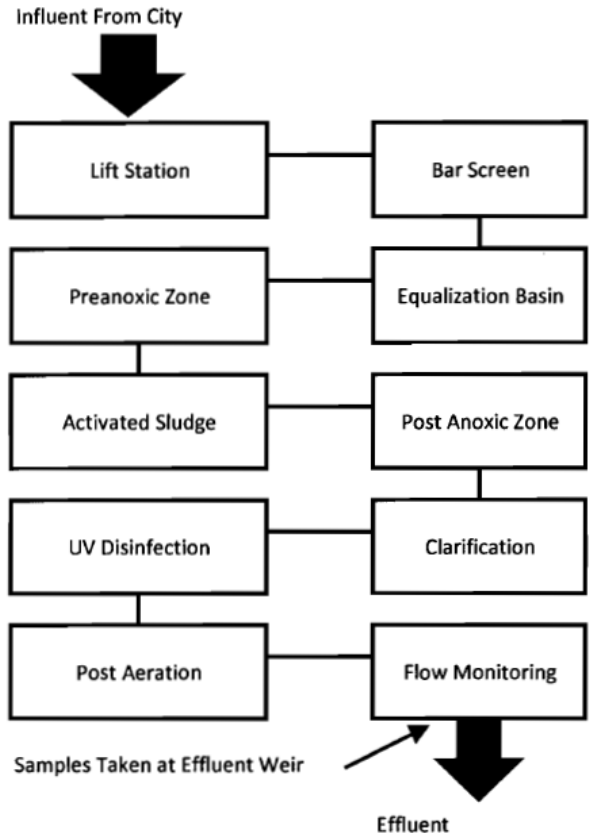 Influent From City
Lift Station
Bar Screen
Preanoxic Zone
Equalization Basin
Activated Sludge
Post Anoxic Zone
UV Disinfection
Clarification
Post Aeration
Flow Monitoring
Samples Taken at Effluent Weir
Effluent